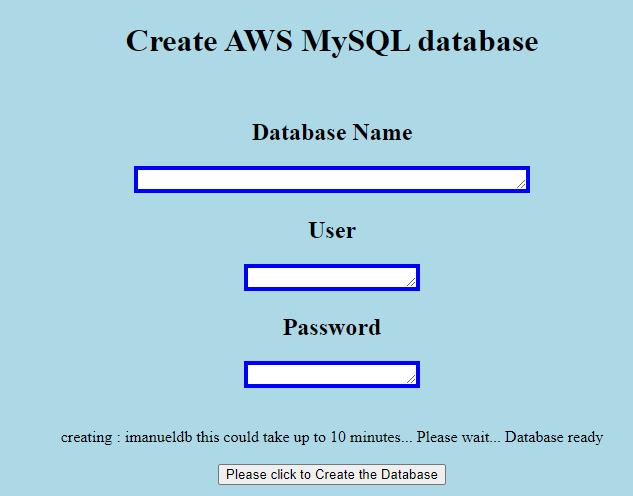 Create AWS MySQL database
Database Name
User
Password
creating : imanueldb this could take up to 10 minutes... Please wait... Database ready
Please click to Create the Database